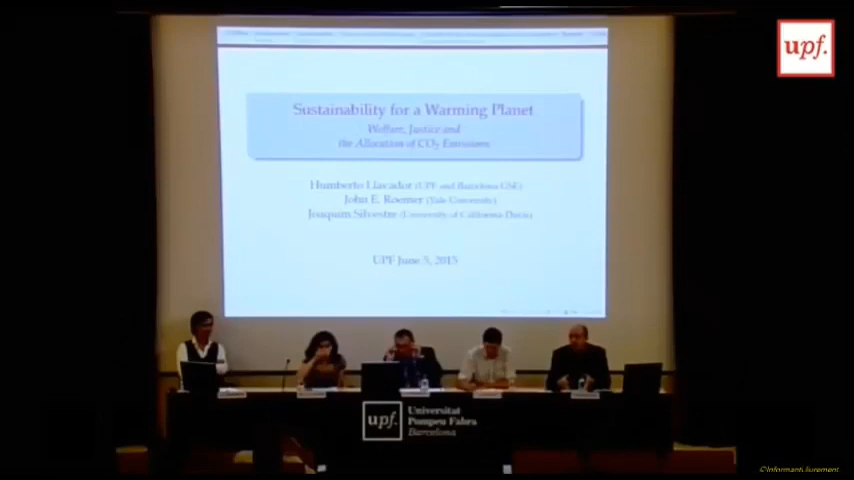 upf.
Sustainability for a Warming Planet
Welfare, Justice and
the Allocation of CO₂ Emissions
Humberto Llavador (UPF and Barcelona GSE)
John E. Roemer (Yale University)
Joaquim Silvestre (University of California Davis)
UPF June 5, 2015
upf.
Universitat
Pompeu Fabra
Barcelona